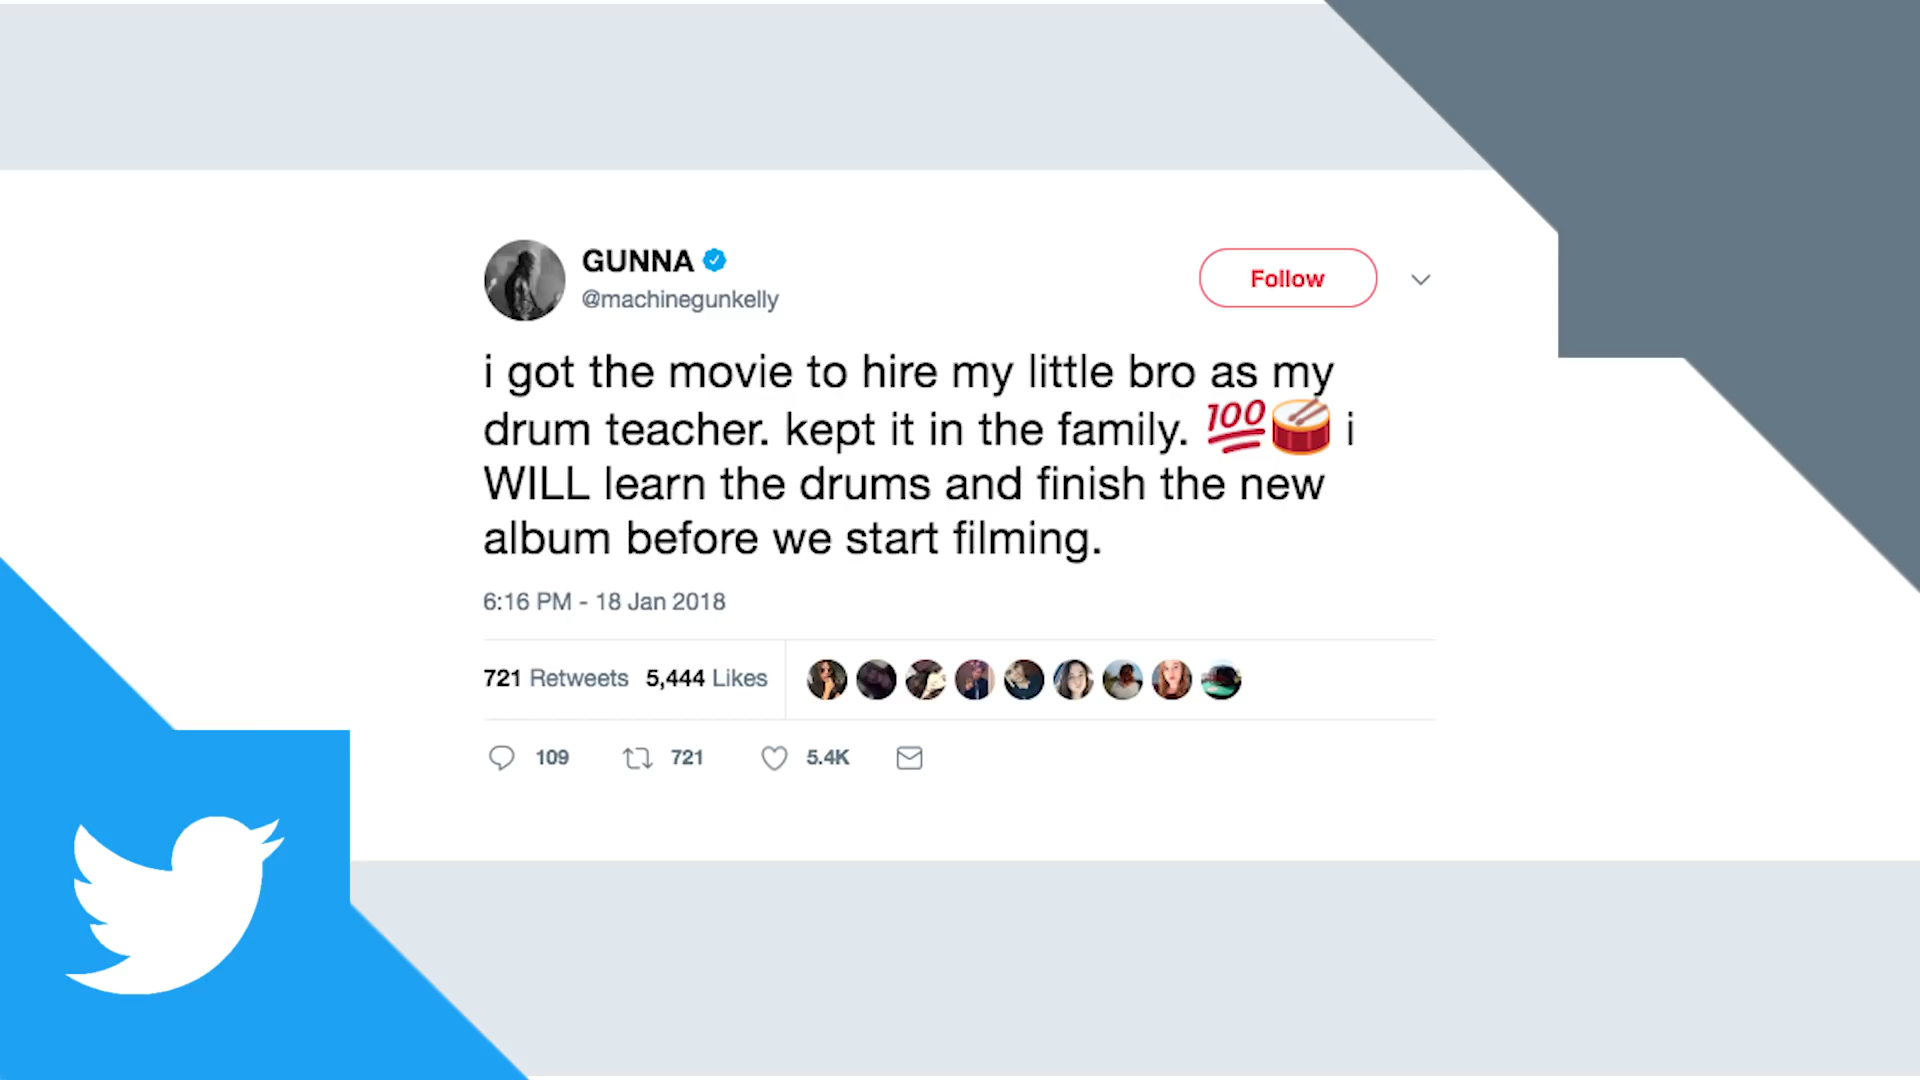 GUNNA
@machinegunkelly
Follow
i got the movie to hire my little bro as my
drum teacher. kept it in the family. 💯🥁 i
WILL learn the drums and finish the new
album before we start filming.
6:16 PM - 18 Jan 2018
721 Retweets 5,444 Likes
109 721 5.4K